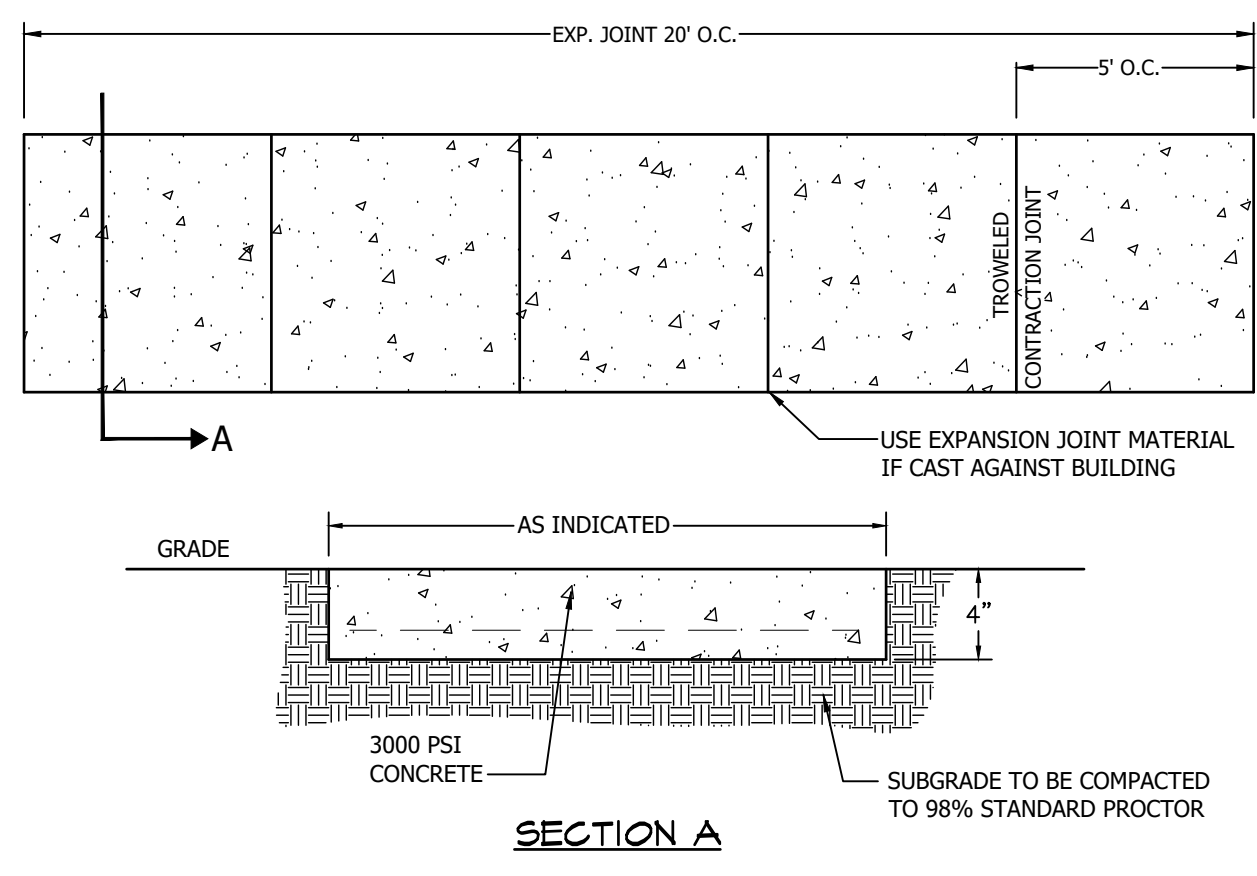 EXP. JOINT 20' O.C.
5' O.C.
TROWELED
CONTRACTION JOINT
A
USE EXPANSION JOINT MATERIAL
IF CAST AGAINST BUILDING
AS INDICATED
GRADE
4”
3000 PSI
CONCRETE
SUBGRADE TO BE COMPACTED
TO 98% STANDARD PROCTOR
SECTION A